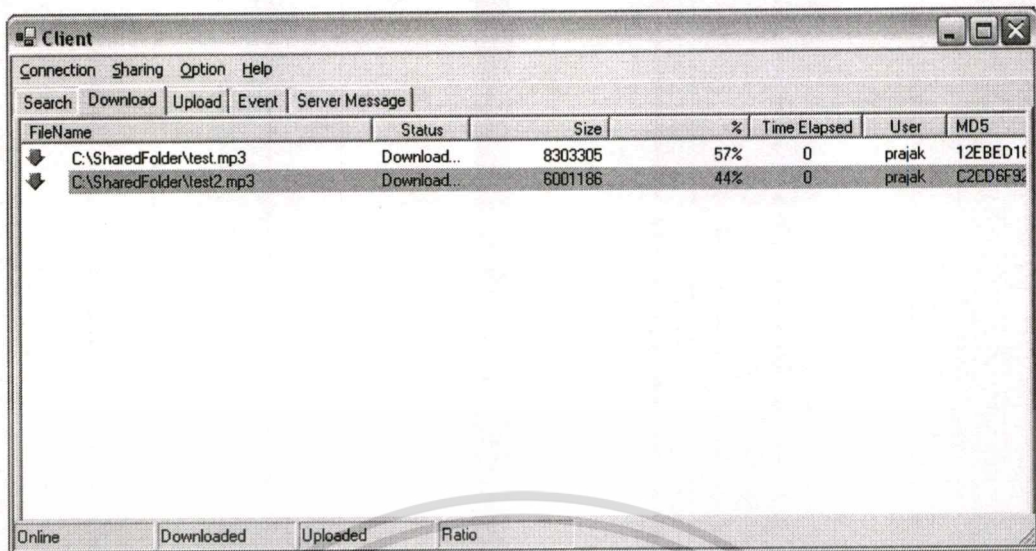 Client
Connection Sharing Option Help
Search Download Upload Event Server Message
FileName Status Size % Time Elapsed User MD5
C:\SharedFolder\test.mp3 Download... 8303305 57% 0 prajak 12EBED1
C:\SharedFolder\test2.mp3 Download... 6001186 44% 0 prajak C2CD6F92
Online Downloaded Uploaded Ratio